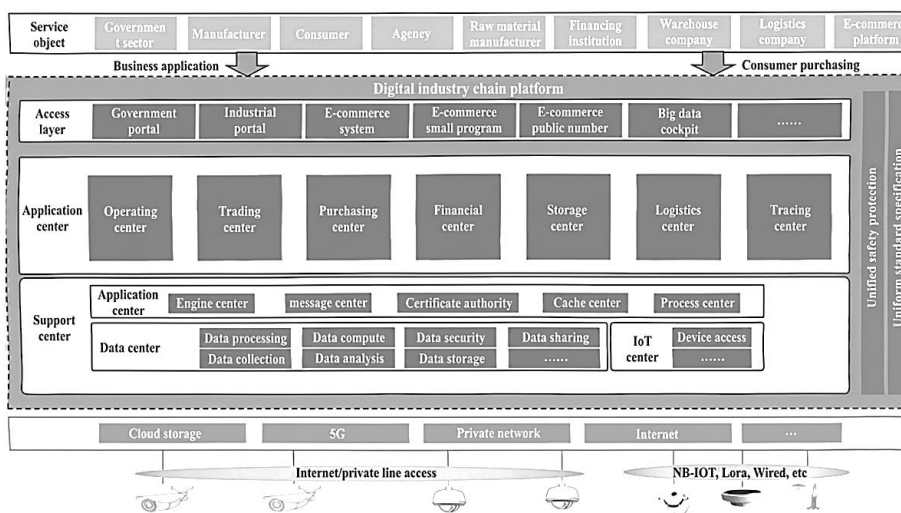 Service object
Governmen
t sector
Manufacturer
Consumer
Agency
Raw material
manufacturer
Financing
institution
Warehouse
company
Logistics
company
E-commerce
platform
Business application
Consumer purchasing
Digital industry chain platform
Access
layer
Government
portal
Industrial
portal
E-commerce
system
E-commerce
small program
E-commerce
public number
Big data
cockpit
......
Application
center
Operating
center
Trading
center
Purchasing
center
Financial
center
Storage
center
Logistics
center
Tracing
center
Support
center
Application
center
Engine center
message center
Certificate authority
Cache center
Process center
Data center
Data processing
Data compute
Data security
Data sharing
Data collection
Data analysis
Data storage
......
IoT
center
Device access
......
Unified safety protection
Uniform standard specification
Cloud storage
5G
Private network
Internet
...
Internet/private line access
NB-IOT, Lora, Wired, etc